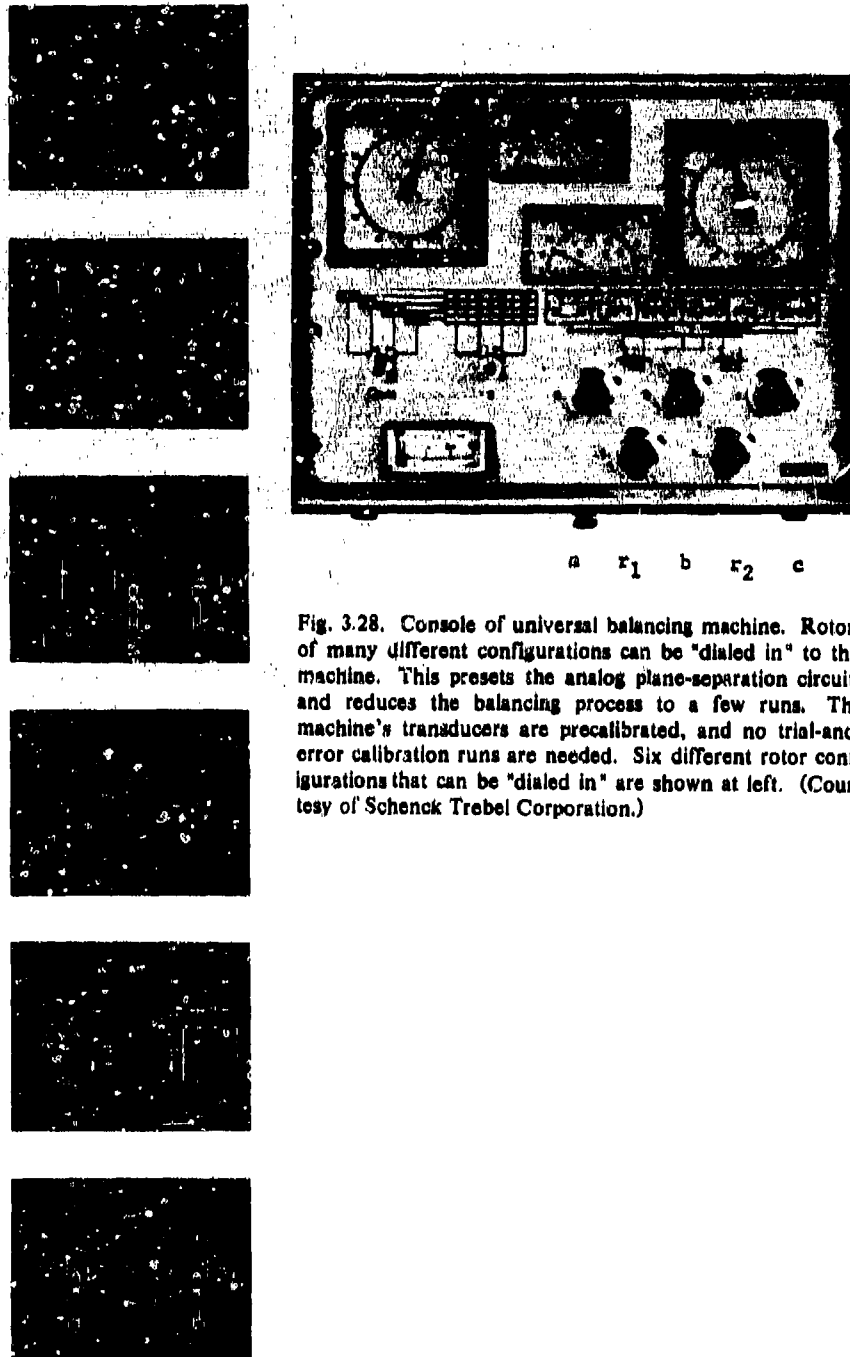 a r₁ b r₂ c
Fig. 3.28. Console of universal balancing machine. Rotor
of many different configurations can be "dialed in" to th
machine. This presets the analog plane-separation circui
and reduces the balancing process to a few runs. Th
machine's transducers are precalibrated, and no trial-and
error calibration runs are needed. Six different rotor con
igurations that can be "dialed in" are shown at left. (Cour
tesy of Schenck Trebel Corporation.)